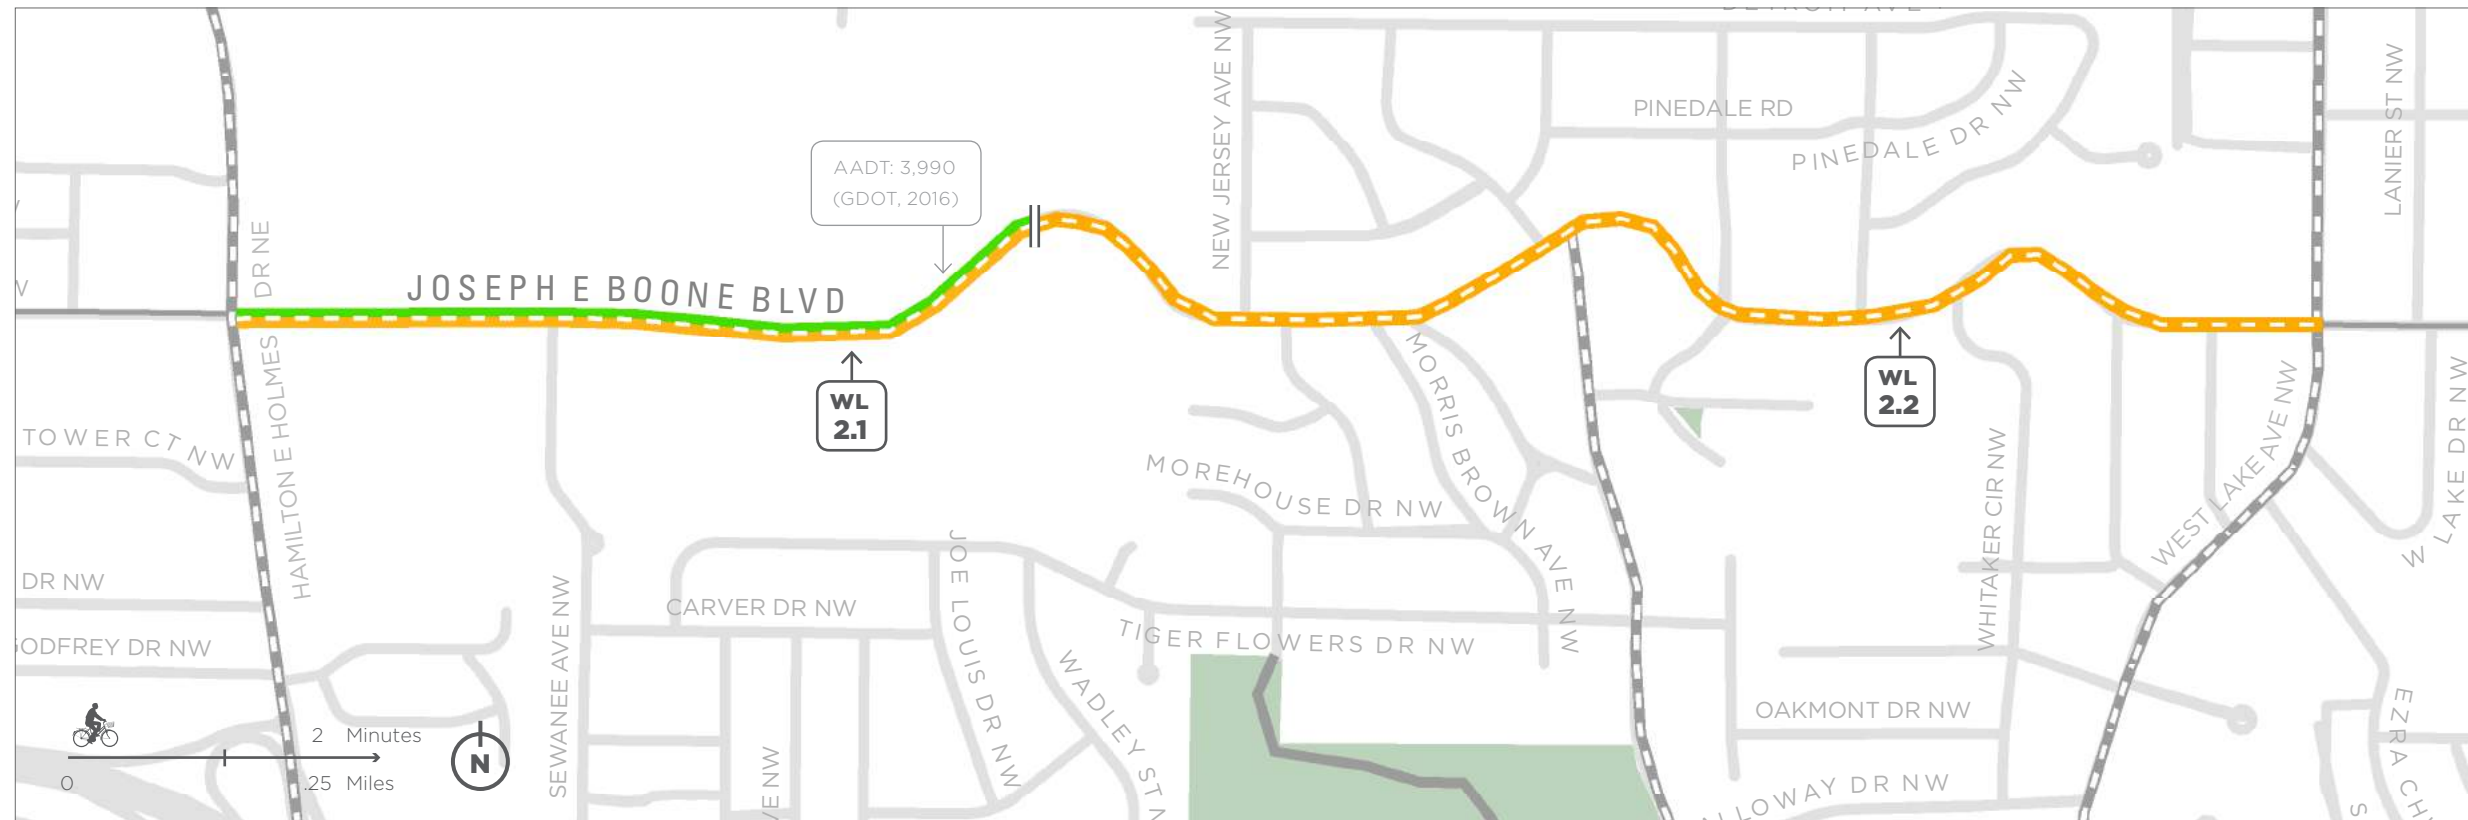 NEW JERSEY AVE NW
LANIER ST NW
PINEDALE RD
PINEDALE DR NW
AADT: 3,990
(GDOT, 2016)
DR NE
JOSEPH E BOONE BLVD
HAMILTON E HOLMES
WL
2.1
WL
2.2
MORRIS BROWN AVE NW
TOWER CT NW
MOREHOUSE DR NW
WEST LAKE AVE NW
W LAKE DR NW
WHITAKER CIR NW
DR NW
JOE LOUIS DR NW
SEWANEE AVE NW
CARVER DR NW
TIGER FLOWERS DR NW
GODFREY DR NW
WADLEY ST N
OAKMONT DR NW
EZRA CH
2 Minutes
0 .25 Miles
N
VE NW
LLOWAY DR NW
S